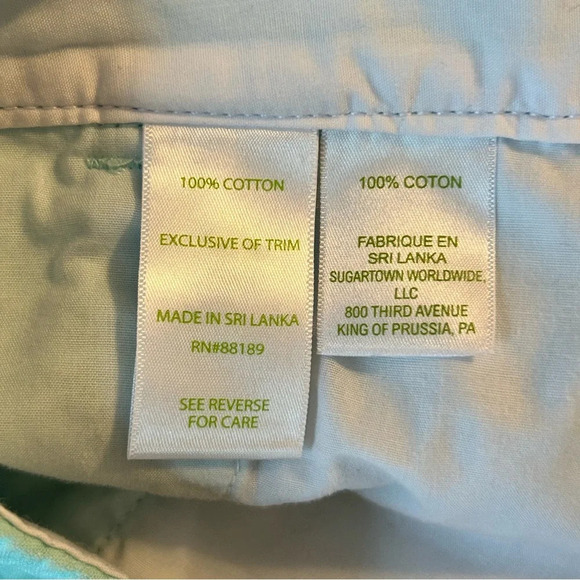 100% COTTON
EXCLUSIVE OF TRIM
MADE IN SRI LANKA
RN#88189
SEE REVERSE
FOR CARE
100% COTON
FABRIQUE EN
SRI LANKA
SUGARTOWN WORLDWIDE,
LLC
800 THIRD AVENUE
KING OF PRUSSIA, PA